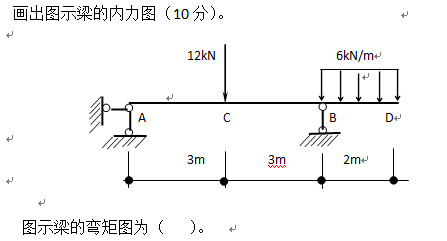 画出图示梁的内力图（10分）。
12kN 6kN/m
A C B D
3m 3m 2m
图示梁的弯矩图为（ ）。